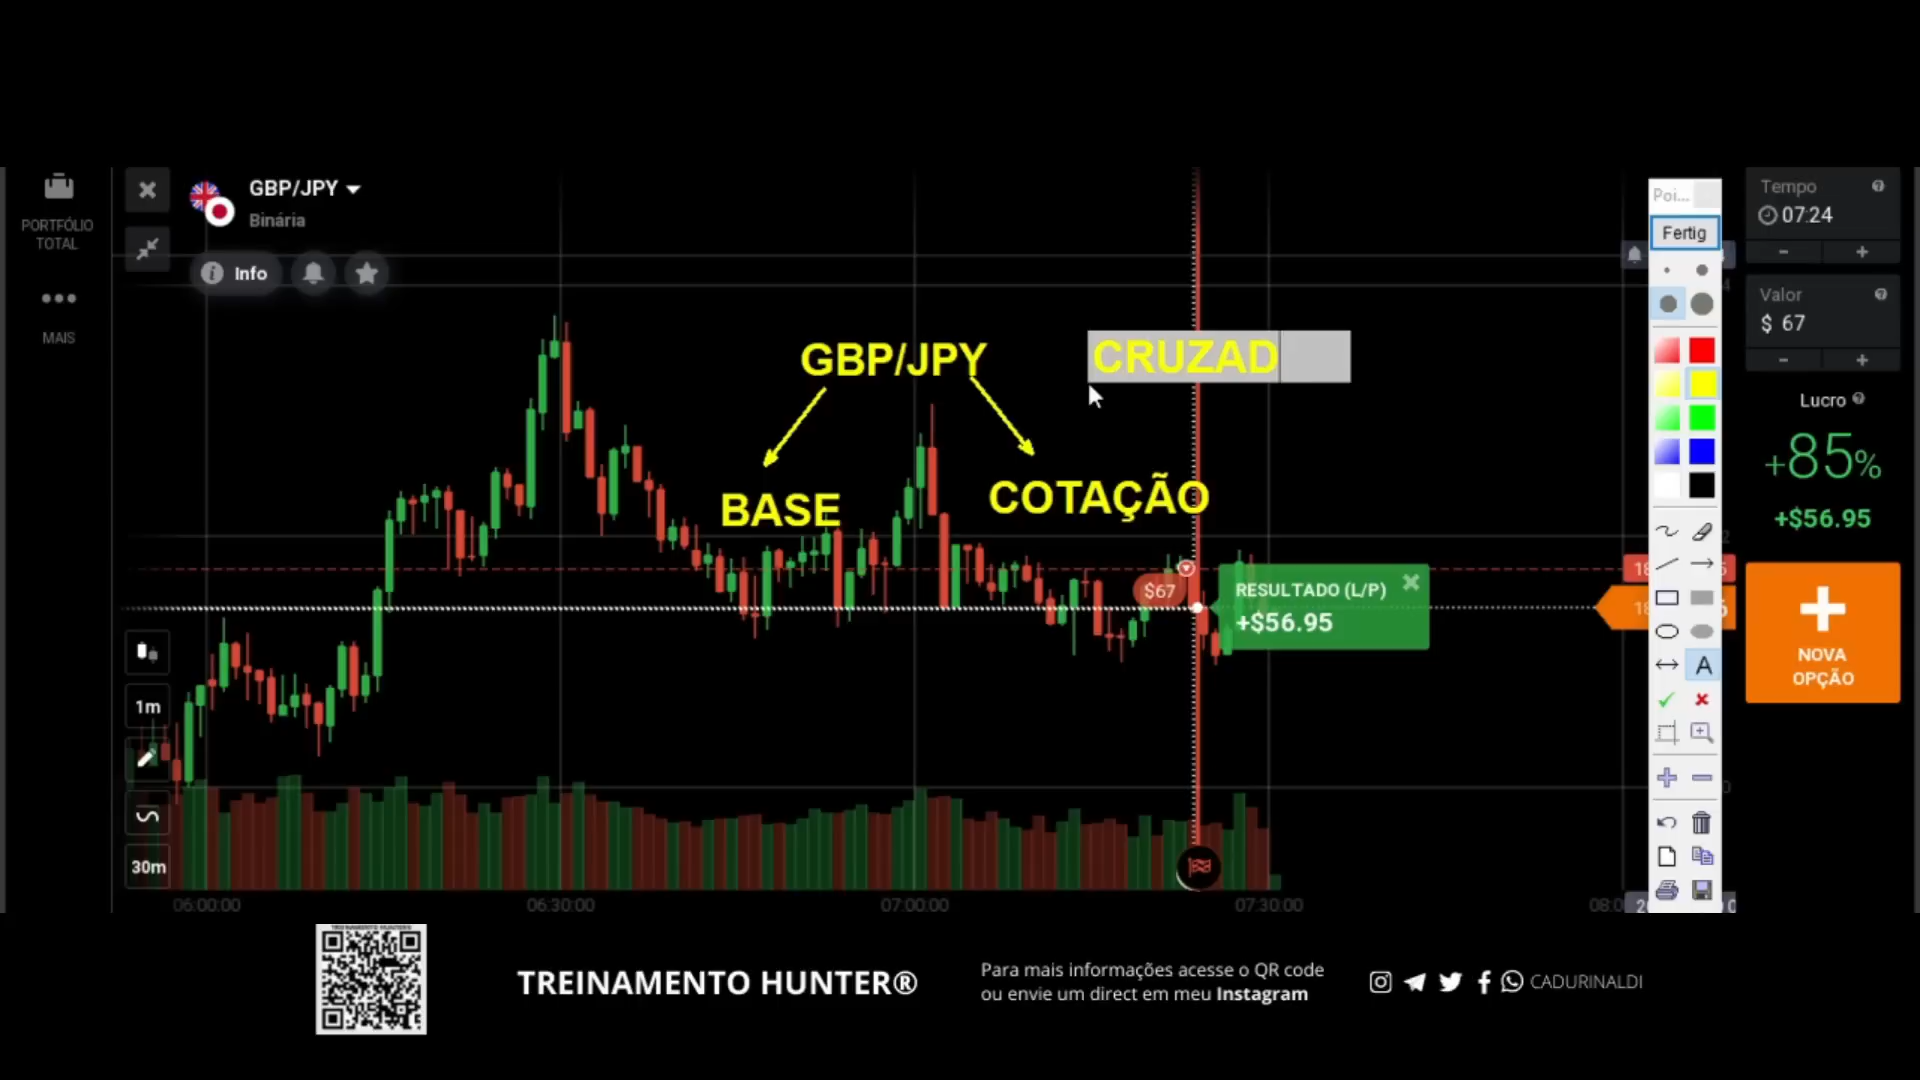 PORTFÓLIO
TOTAL
MAIS
GBP/JPY
Binária
Info
1m
30m
GBP/JPY
CRUZAD
BASE
COTAÇÃO
$67
RESULTADO (L/P)
+$56.95
06:00:00
06:30:00
07:00:00
07:30:00
Poi...
Fertig
A
Tempo
07:24
Valor
$ 67
Lucro
+85%
+$56.95
NOVA
OPÇÃO
TREINAMENTO HUNTER®
Para mais informações acesse o QR code
ou envie um direct em meu Instagram
CADURINALDI